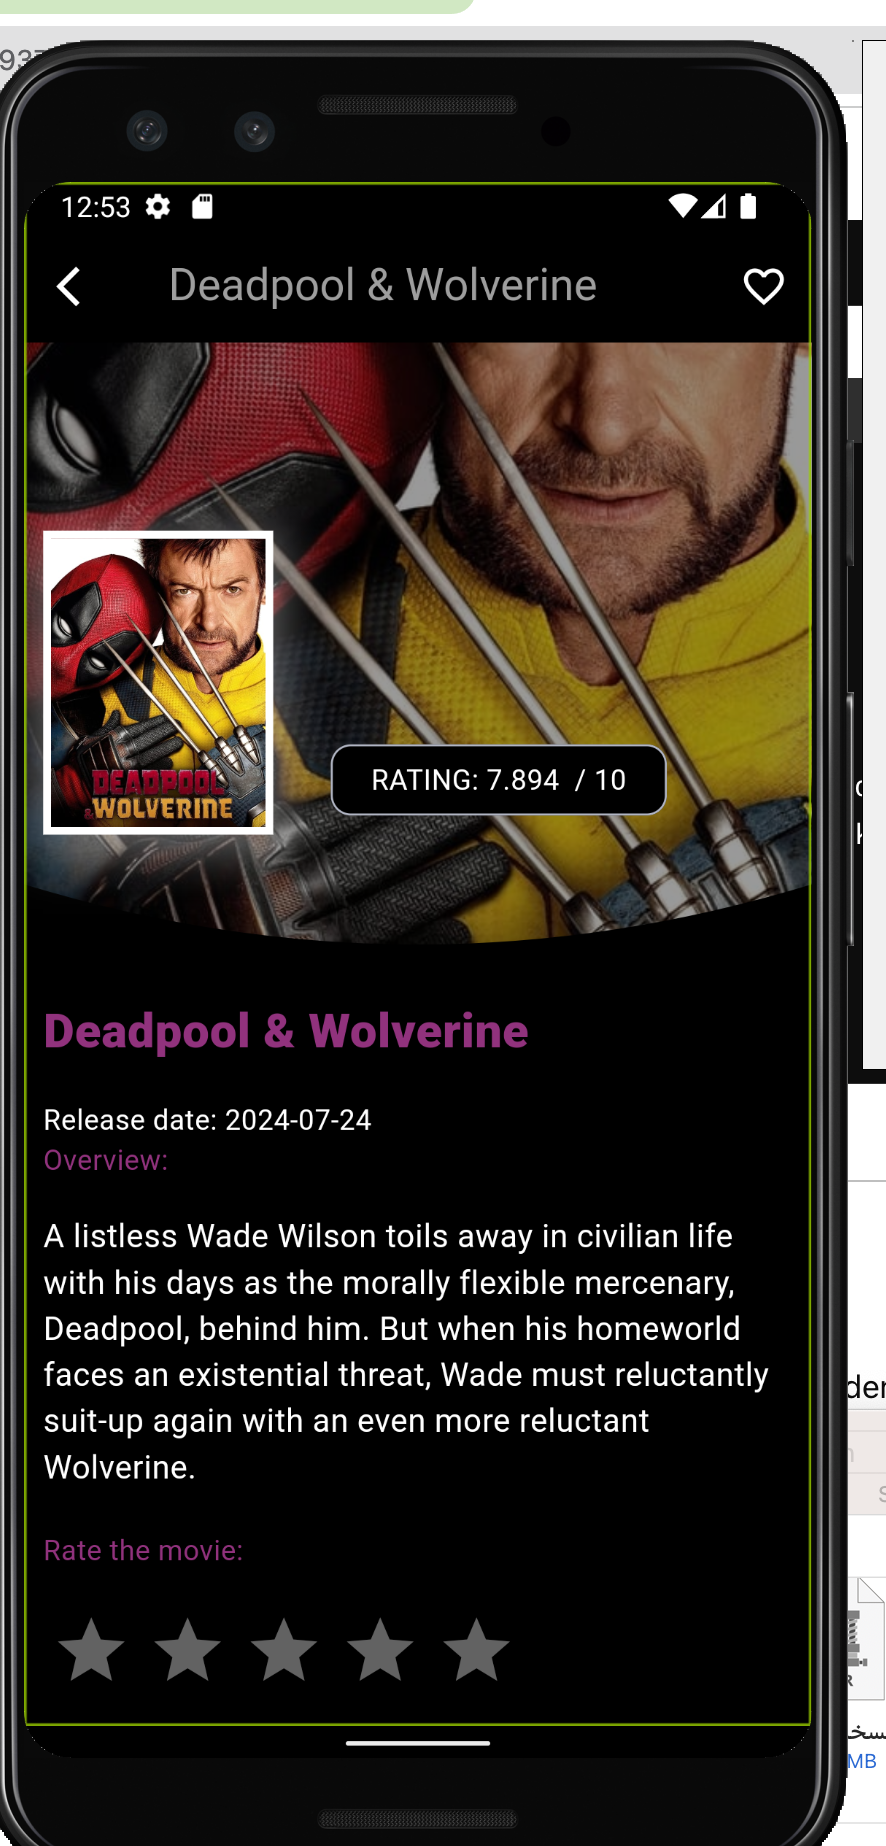 937
12:53
Deadpool & Wolverine
DEADPOOL
& WOLVERINE
RATING: 7.894 / 10
Deadpool & Wolverine
Release date: 2024-07-24
Overview:
A listless Wade Wilson toils away in civilian life
with his days as the morally flexible mercenary,
Deadpool, behind him. But when his homeworld
faces an existential threat, Wade must reluctantly
suit-up again with an even more reluctant
Wolverine.
Rate the movie:
MB